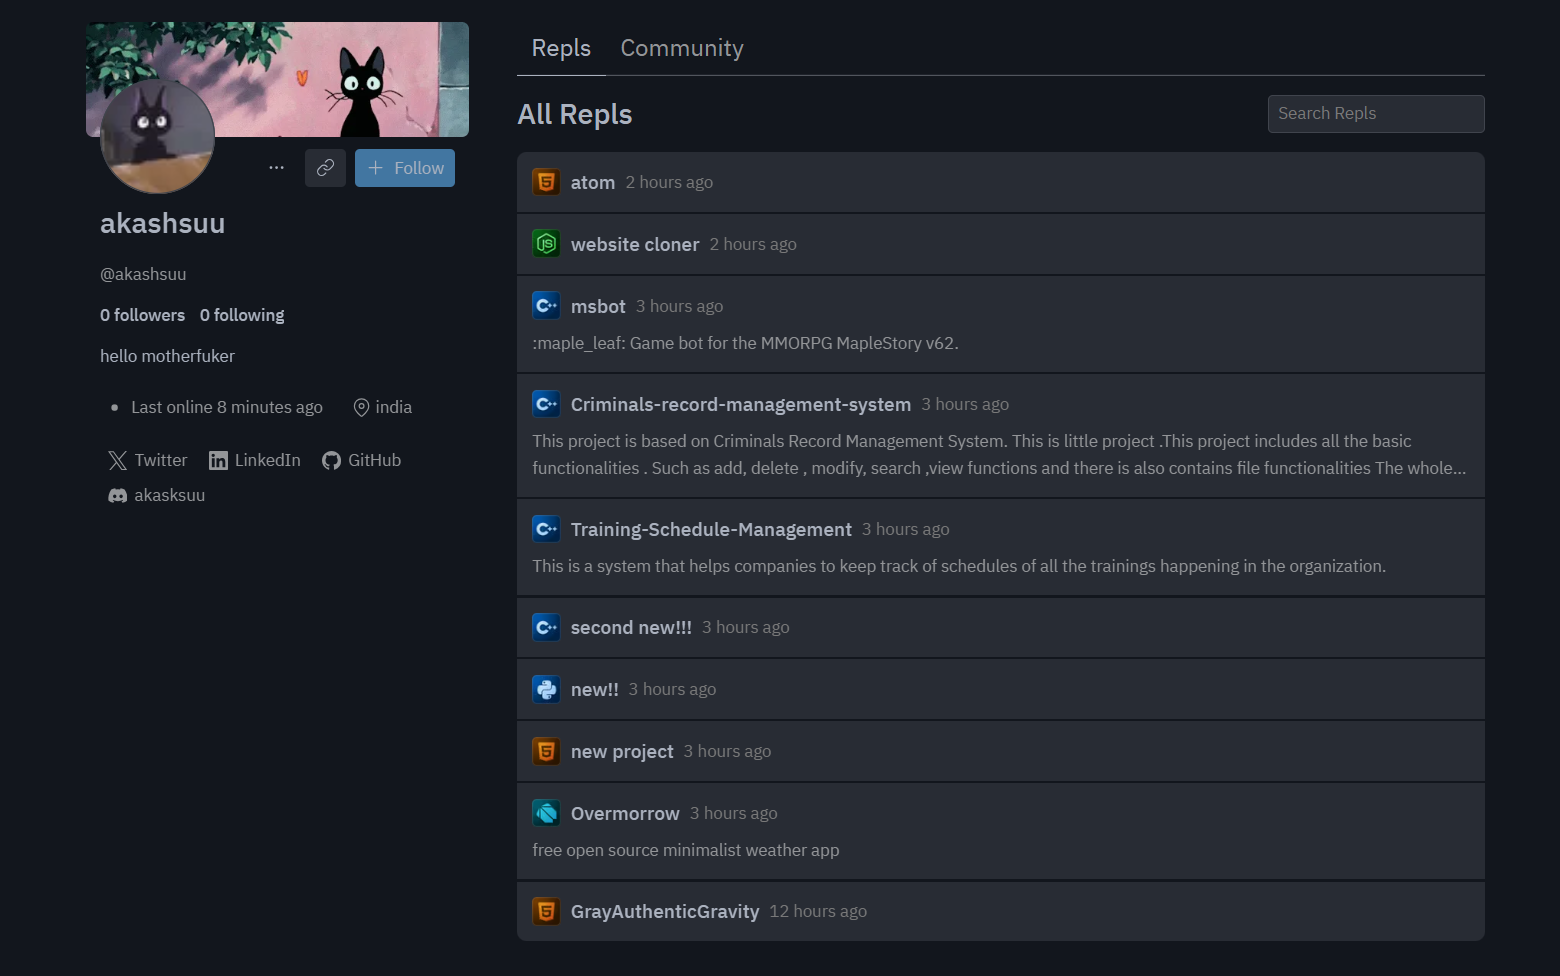 akashsuu
@akashsuu
0 followers 0 following
hello motherfuker
Last online 8 minutes ago india
Twitter LinkedIn GitHub
akasksuu
... Follow
Repls Community
All Repls
Search Repls
atom 2 hours ago
website cloner 2 hours ago
msbot 3 hours ago
:maple_leaf: Game bot for the MMORPG MapleStory v62.
Criminals-record-management-system 3 hours ago
This project is based on Criminals Record Management System. This is little project .This project includes all the basic
functionalities . Such as add, delete , modify, search ,view functions and there is also contains file functionalities The whole...
Training-Schedule-Management 3 hours ago
This is a system that helps companies to keep track of schedules of all the trainings happening in the organization.
second new!!! 3 hours ago
new!! 3 hours ago
new project 3 hours ago
Overmorrow 3 hours ago
free open source minimalist weather app
GrayAuthenticGravity 12 hours ago